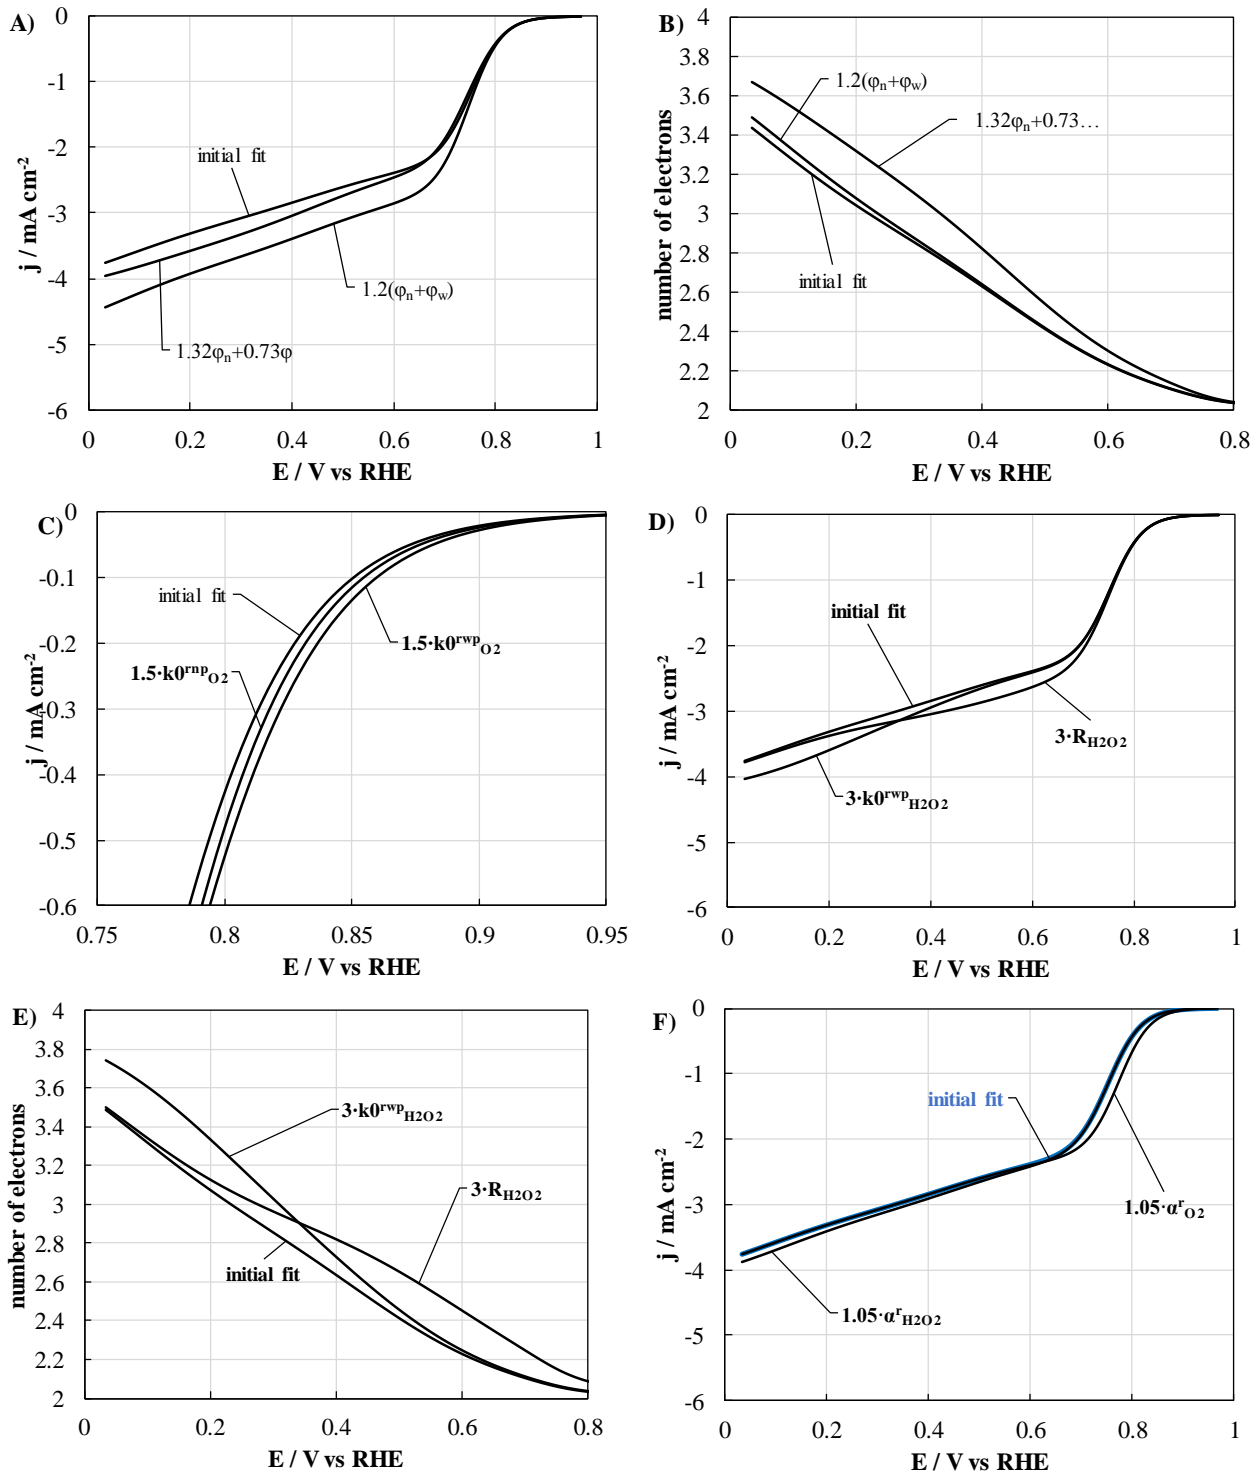 A)
0
-1
-2
-3
-4
-5
-6
j / mA cm-2
initial fit
1.2(φn+φw)
1.32φn+0.73φ
0 0.2 0.4 0.6 0.8 1
E / V vs RHE
B)
4
3.8
3.6
3.4
3.2
3
2.8
2.6
2.4
2.2
2
number of electrons
1.2(φn+φw)
1.32φn+0.73…
initial fit
0 0.2 0.4 0.6 0.8
E / V vs RHE
C)
0
-0.1
-0.2
-0.3
-0.4
-0.5
-0.6
j / mA cm-2
initial fit
1.5·k0rwpO2
1.5·k0rnpO2
0.75 0.8 0.85 0.9 0.95
E / V vs RHE
D)
0
-1
-2
-3
-4
-5
-6
j / mA cm-2
initial fit
3·RH2O2
3·k0rwpH2O2
0 0.2 0.4 0.6 0.8 1
E / V vs RHE
E)
4
3.8
3.6
3.4
3.2
3
2.8
2.6
2.4
2.2
2
number of electrons
3·k0rwpH2O2
3·RH2O2
initial fit
0 0.2 0.4 0.6 0.8
E / V vs RHE
F)
0
-1
-2
-3
-4
-5
-6
j / mA cm-2
initial fit
1.05·αrO2
1.05·αrH2O2
0 0.2 0.4 0.6 0.8 1
E / V vs RHE